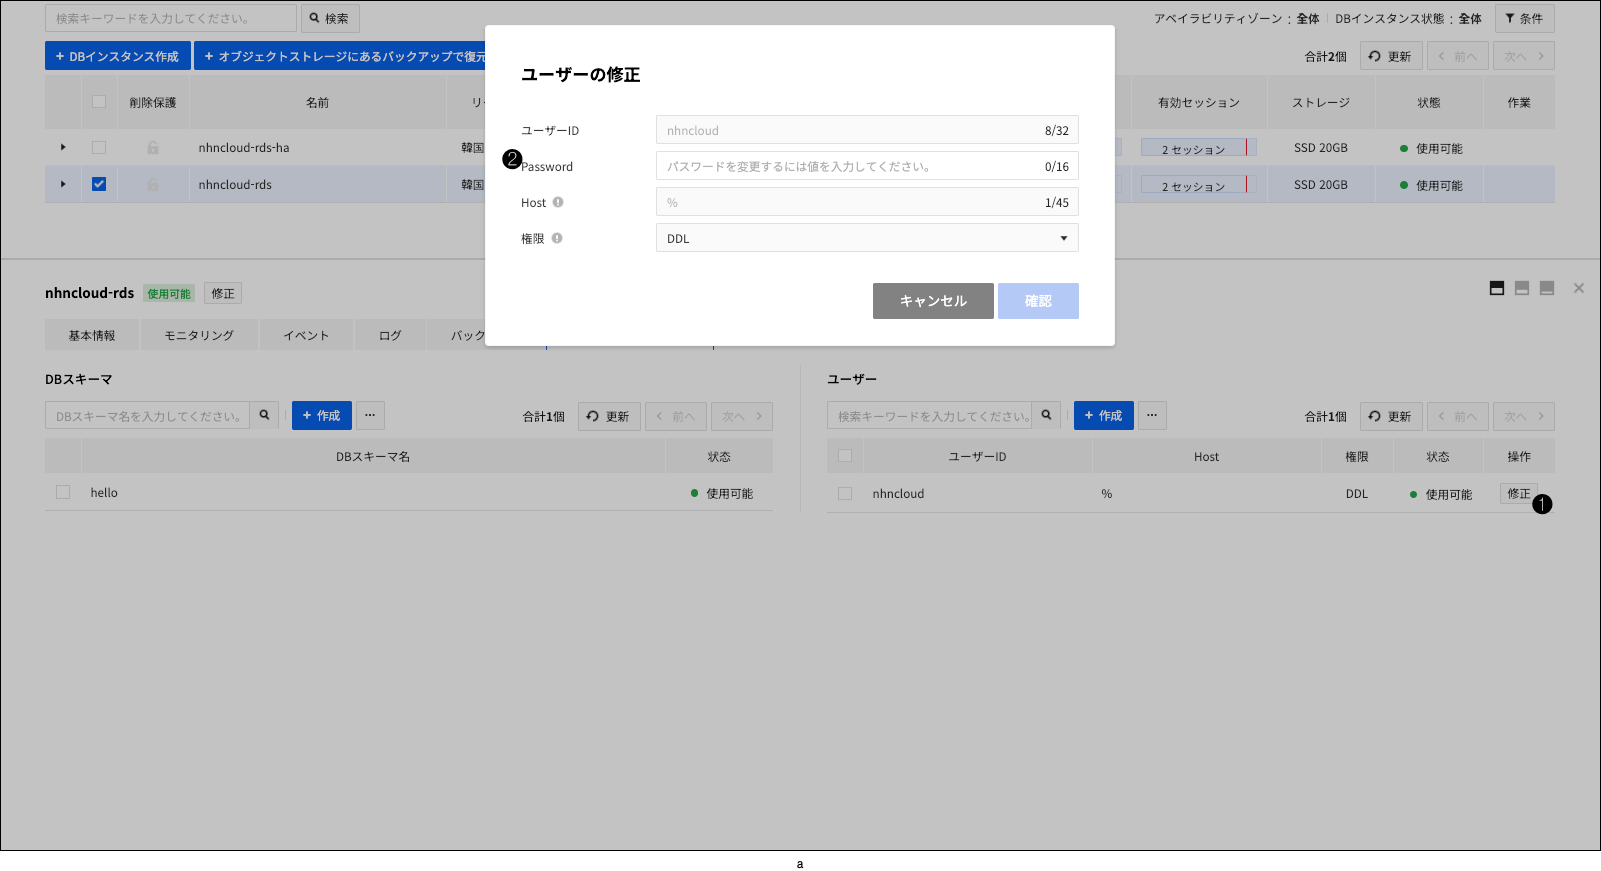 検索キーワードを入力してください。 検索 アベイラビリティゾーン : 全体 DBインスタンス状態 : 全体 条件
+ DBインスタンス作成 + オブジェクトストレージにあるバックアップで復元 合計2個 更新 前へ 次へ
削除保護 名前 リ 有効セッション ストレージ 状態 作業
nhncloud-rds-ha 韓国 2 セッション SSD 20GB 使用可能
nhncloud-rds 韓国 2 セッション SSD 20GB 使用可能
ユーザーの修正
ユーザーID nhncloud 8/32
❷
Password パスワードを変更するには値を入力してください。 0/16
Host % 1/45
権限 DDL
キャンセル 確認
nhncloud-rds 使用可能 修正
基本情報 モニタリング イベント ログ バック
DBスキーマ
DBスキーマ名を入力してください。 + 作成 ··· 合計1個 更新 前へ 次へ
DBスキーマ名 状态
hello 使用可能
ユーザー
検索キーワードを入力してください。 + 作成 ··· 合計1個 更新 前へ 次へ
ユーザーID Host 権限 状态 操作
nhncloud % DDL 使用可能 修正
❶
a